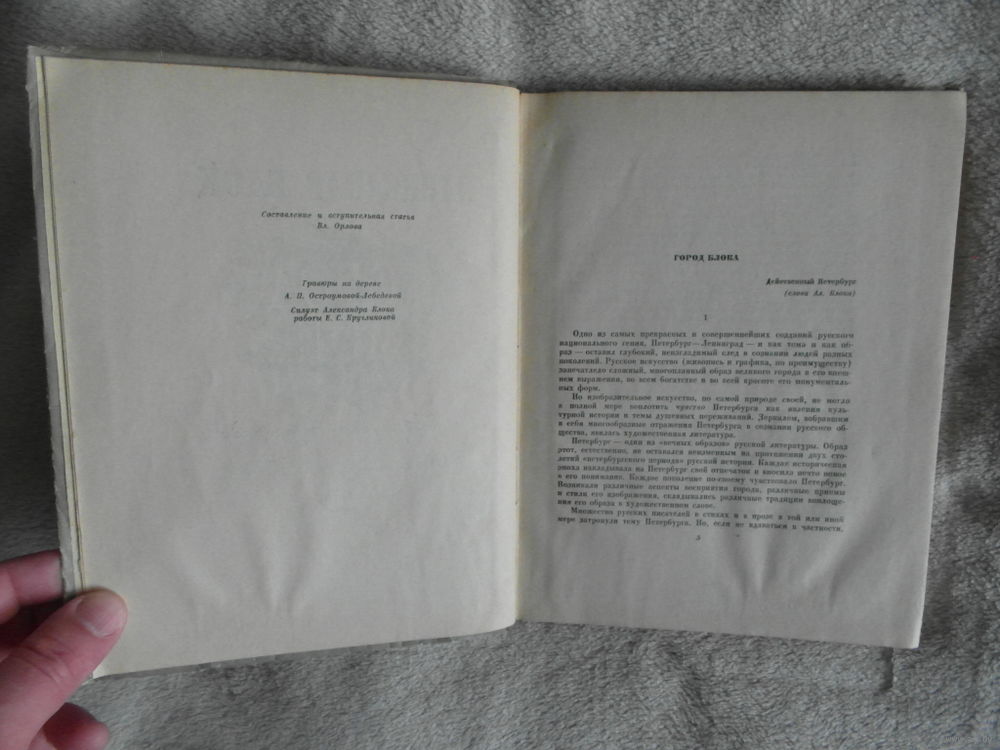 Составление и вступительная статья
Вл. Орлова
Гравюры на дереве
А. П. Остроумовой-Лебедевой
Силуэт Александра Блока
работы Е. С. Кругликовой
ГОРОД БЛОКА
Действенный Петербург
(слова Ал. Блока)
1
Одно из самых прекрасных и совершеннейших созданий русского
национального гения, Петербург—Ленинград — и как тема и как об-
раз — оставил глубокий, неизгладимый след в сознании людей разных
поколений. Русское искусство (живопись и графика, по преимуществу)
запечатлело сложный, многопланный образ великого города в его внеш-
нем выражении, во всем богатстве и во всей красоте его монументаль-
ных форм.
Но изобразительное искусство, по самой природе своей, не могло
в полной мере воплотить чувство Петербурга как явления куль-
турной истории и темы душевных переживаний. Зеркалом, вобравшим
в себя многообразные отражения Петербурга в сознании русского об-
щества, явилась художественная литература.
Петербург — один из «вечных образов» русской литературы. Образ
этот, естественно, не оставался неизменным на протяжении двух сто-
летий «петербургского периода» русской истории. Каждая историческая
эпоха накладывала на Петербург свой отпечаток и вносила нечто новое
в его понимание. Каждое поколение по-своему чувствовало Петербург.
Возникали различные аспекты восприятия города, различные приемы
и стили его изображения, складывались различные традиции воплоще-
ния его образа в художественном слове.
Множество русских писателей в стихах и в прозе в той или иной
мере затронули тему Петербурга. Но, если не вдаваться в частности,
5